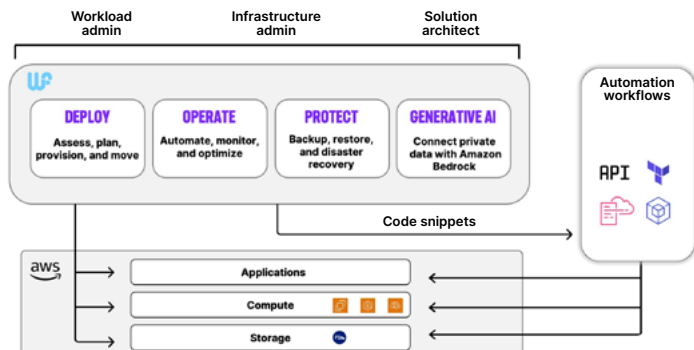 Workload
admin
Infrastructure
admin
Solution
architect
WF
DEPLOY
Assess, plan,
provision, and move
OPERATE
Automate, monitor,
and optimize
PROTECT
Backup, restore,
and disaster
recovery
GENERATIVE AI
Connect private
data with Amazon
Bedrock
Automation
workflows
API
Code snippets
aws
Applications
Compute
Storage